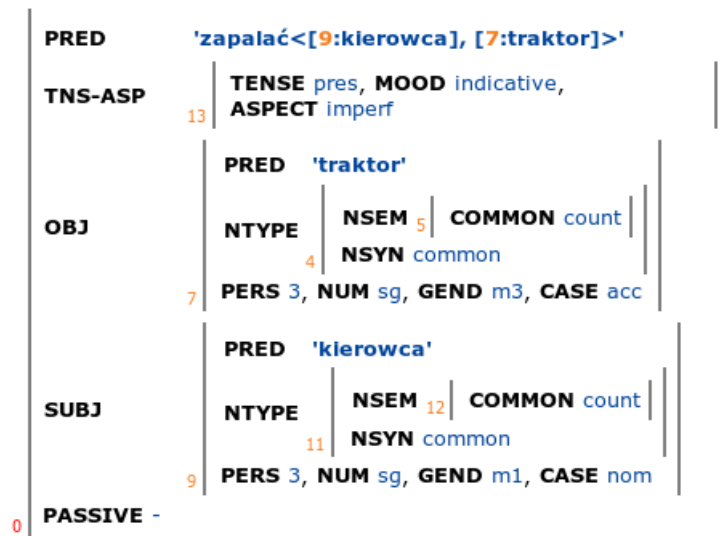 PRED 'zapalać<[9:kierowca], [7:traktor]>'
TNS-ASP 13 TENSE pres, MOOD indicative,
ASPECT imperf
OBJ 7
PRED 'traktor'
NTYPE 4 NSEM 5 COMMON count
NSYN common
PERS 3, NUM sg, GEND m3, CASE acc
SUBJ 9
PRED 'kierowca'
NTYPE 11 NSEM 12 COMMON count
NSYN common
PERS 3, NUM sg, GEND m1, CASE nom
0 PASSIVE -